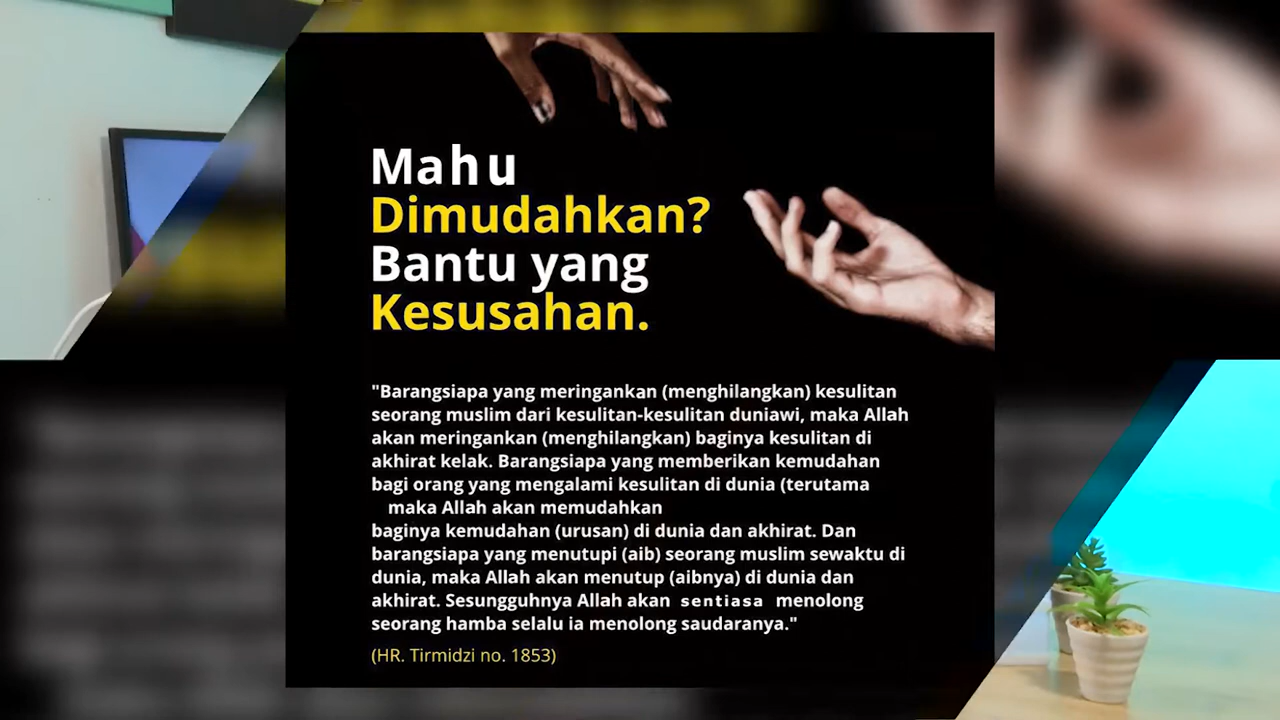 Mahu
Dimudahkan?
Bantu yang
Kesusahan.
"Barangsiapa yang meringankan (menghilangkan) kesulitan
seorang muslim dari kesulitan-kesulitan duniawi, maka Allah
akan meringankan (menghilangkan) baginya kesulitan di
akhirat kelak. Barangsiapa yang memberikan kemudahan
bagi orang yang mengalami kesulitan di dunia (terutama
maka Allah akan memudahkan
baginya kemudahan (urusan) di dunia dan akhirat. Dan
barangsiapa yang menutupi (aib) seorang muslim sewaktu di
dunia, maka Allah akan menutup (aibnya) di dunia dan
akhirat. Sesungguhnya Allah akan sentiasa menolong
seorang hamba selalu ia menolong saudaranya."
(HR. Tirmidzi no. 1853)